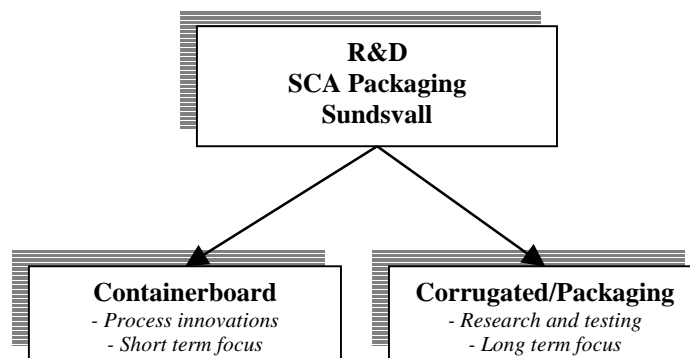 R&D
SCA Packaging
Sundsvall
Containerboard
- Process innovations
- Short term focus
Corrugated/Packaging
- Research and testing
- Long term focus